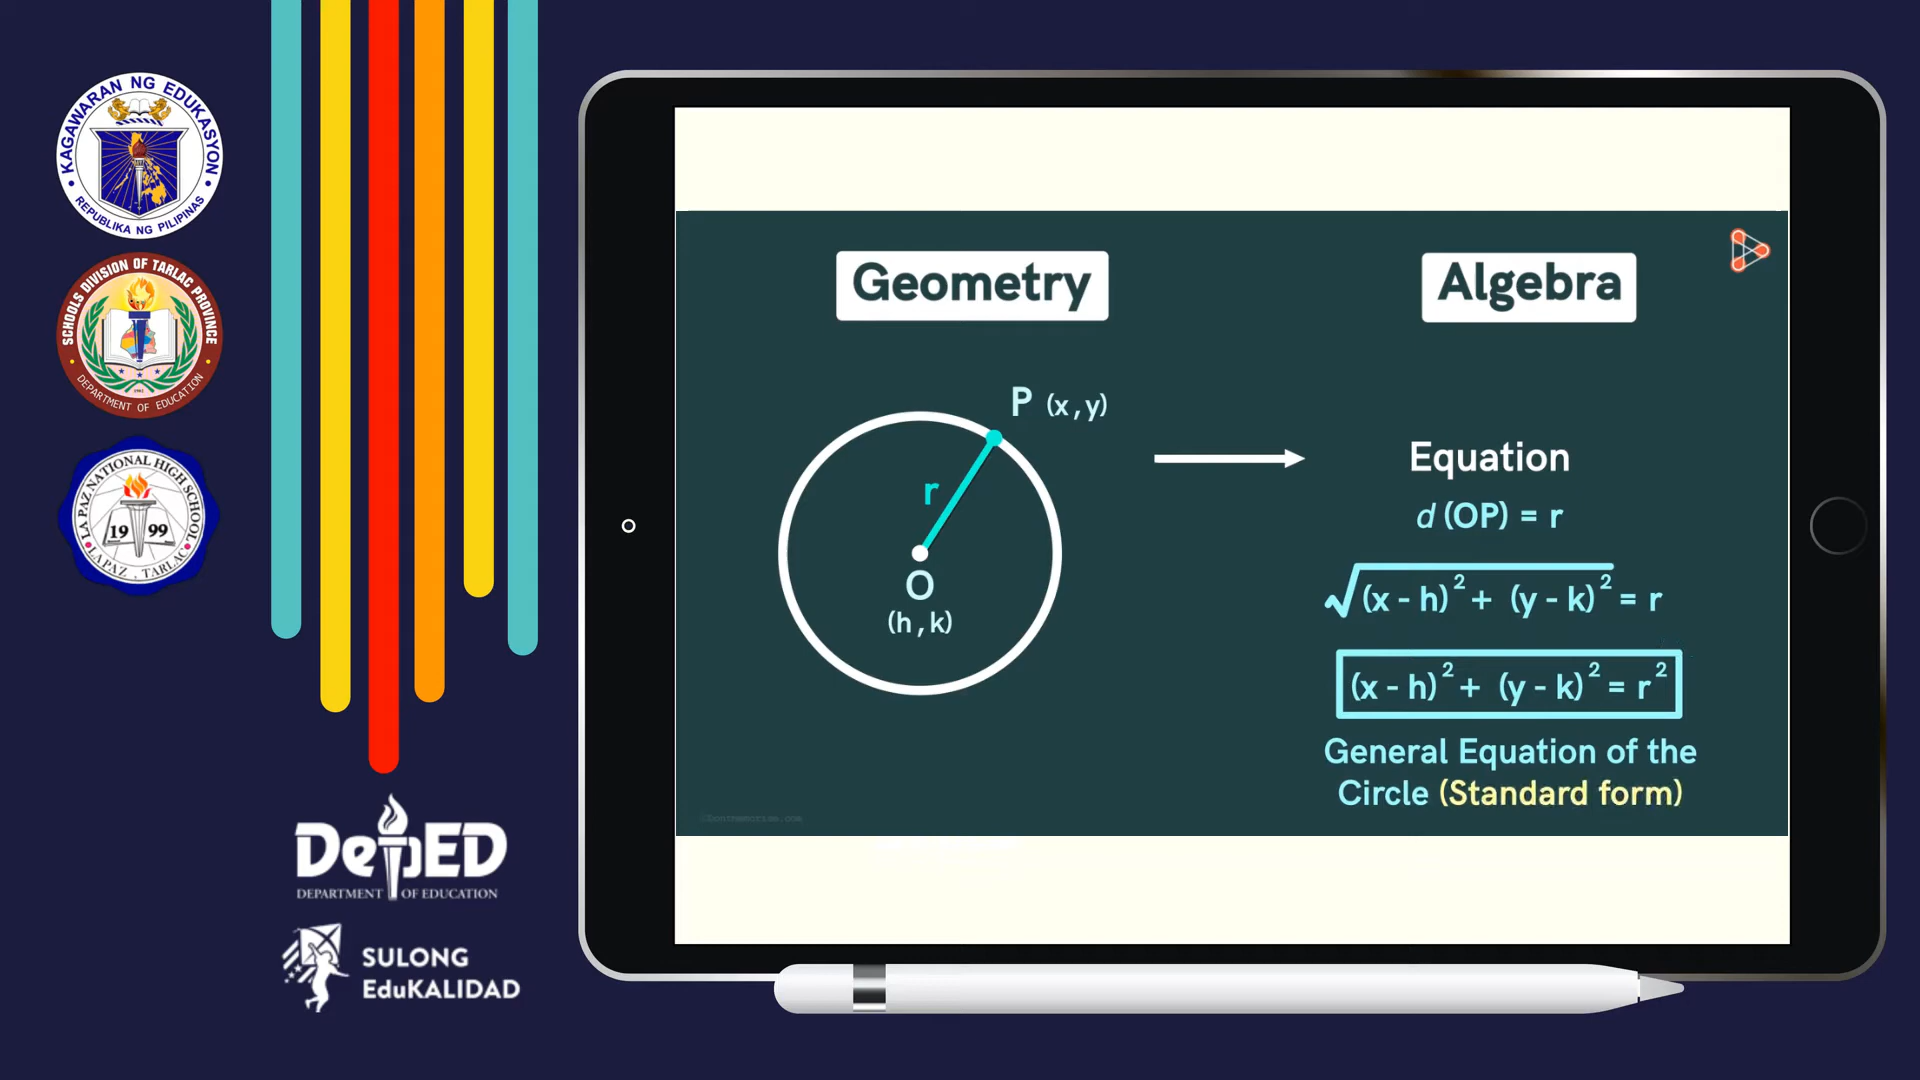 KAGAWARAN NG EDUKASYON
REPUBLIKA NG PILIPINAS
SCHOOLS DIVISION OF TARLAC PROVINCE
DEPARTMENT OF EDUCATION
LA PAZ NATIONAL HIGH SCHOOL
19 99
LA PAZ , TARLAC
DepED
DEPARTMENT OF EDUCATION
SULONG
EduKALIDAD
Geometry
P (x , y)
r
O
(h , k)
Algebra
Equation
d (OP) = r
√(x - h)² + (y - k)² = r
(x - h)² + (y - k)² = r²
General Equation of the
Circle (Standard form)